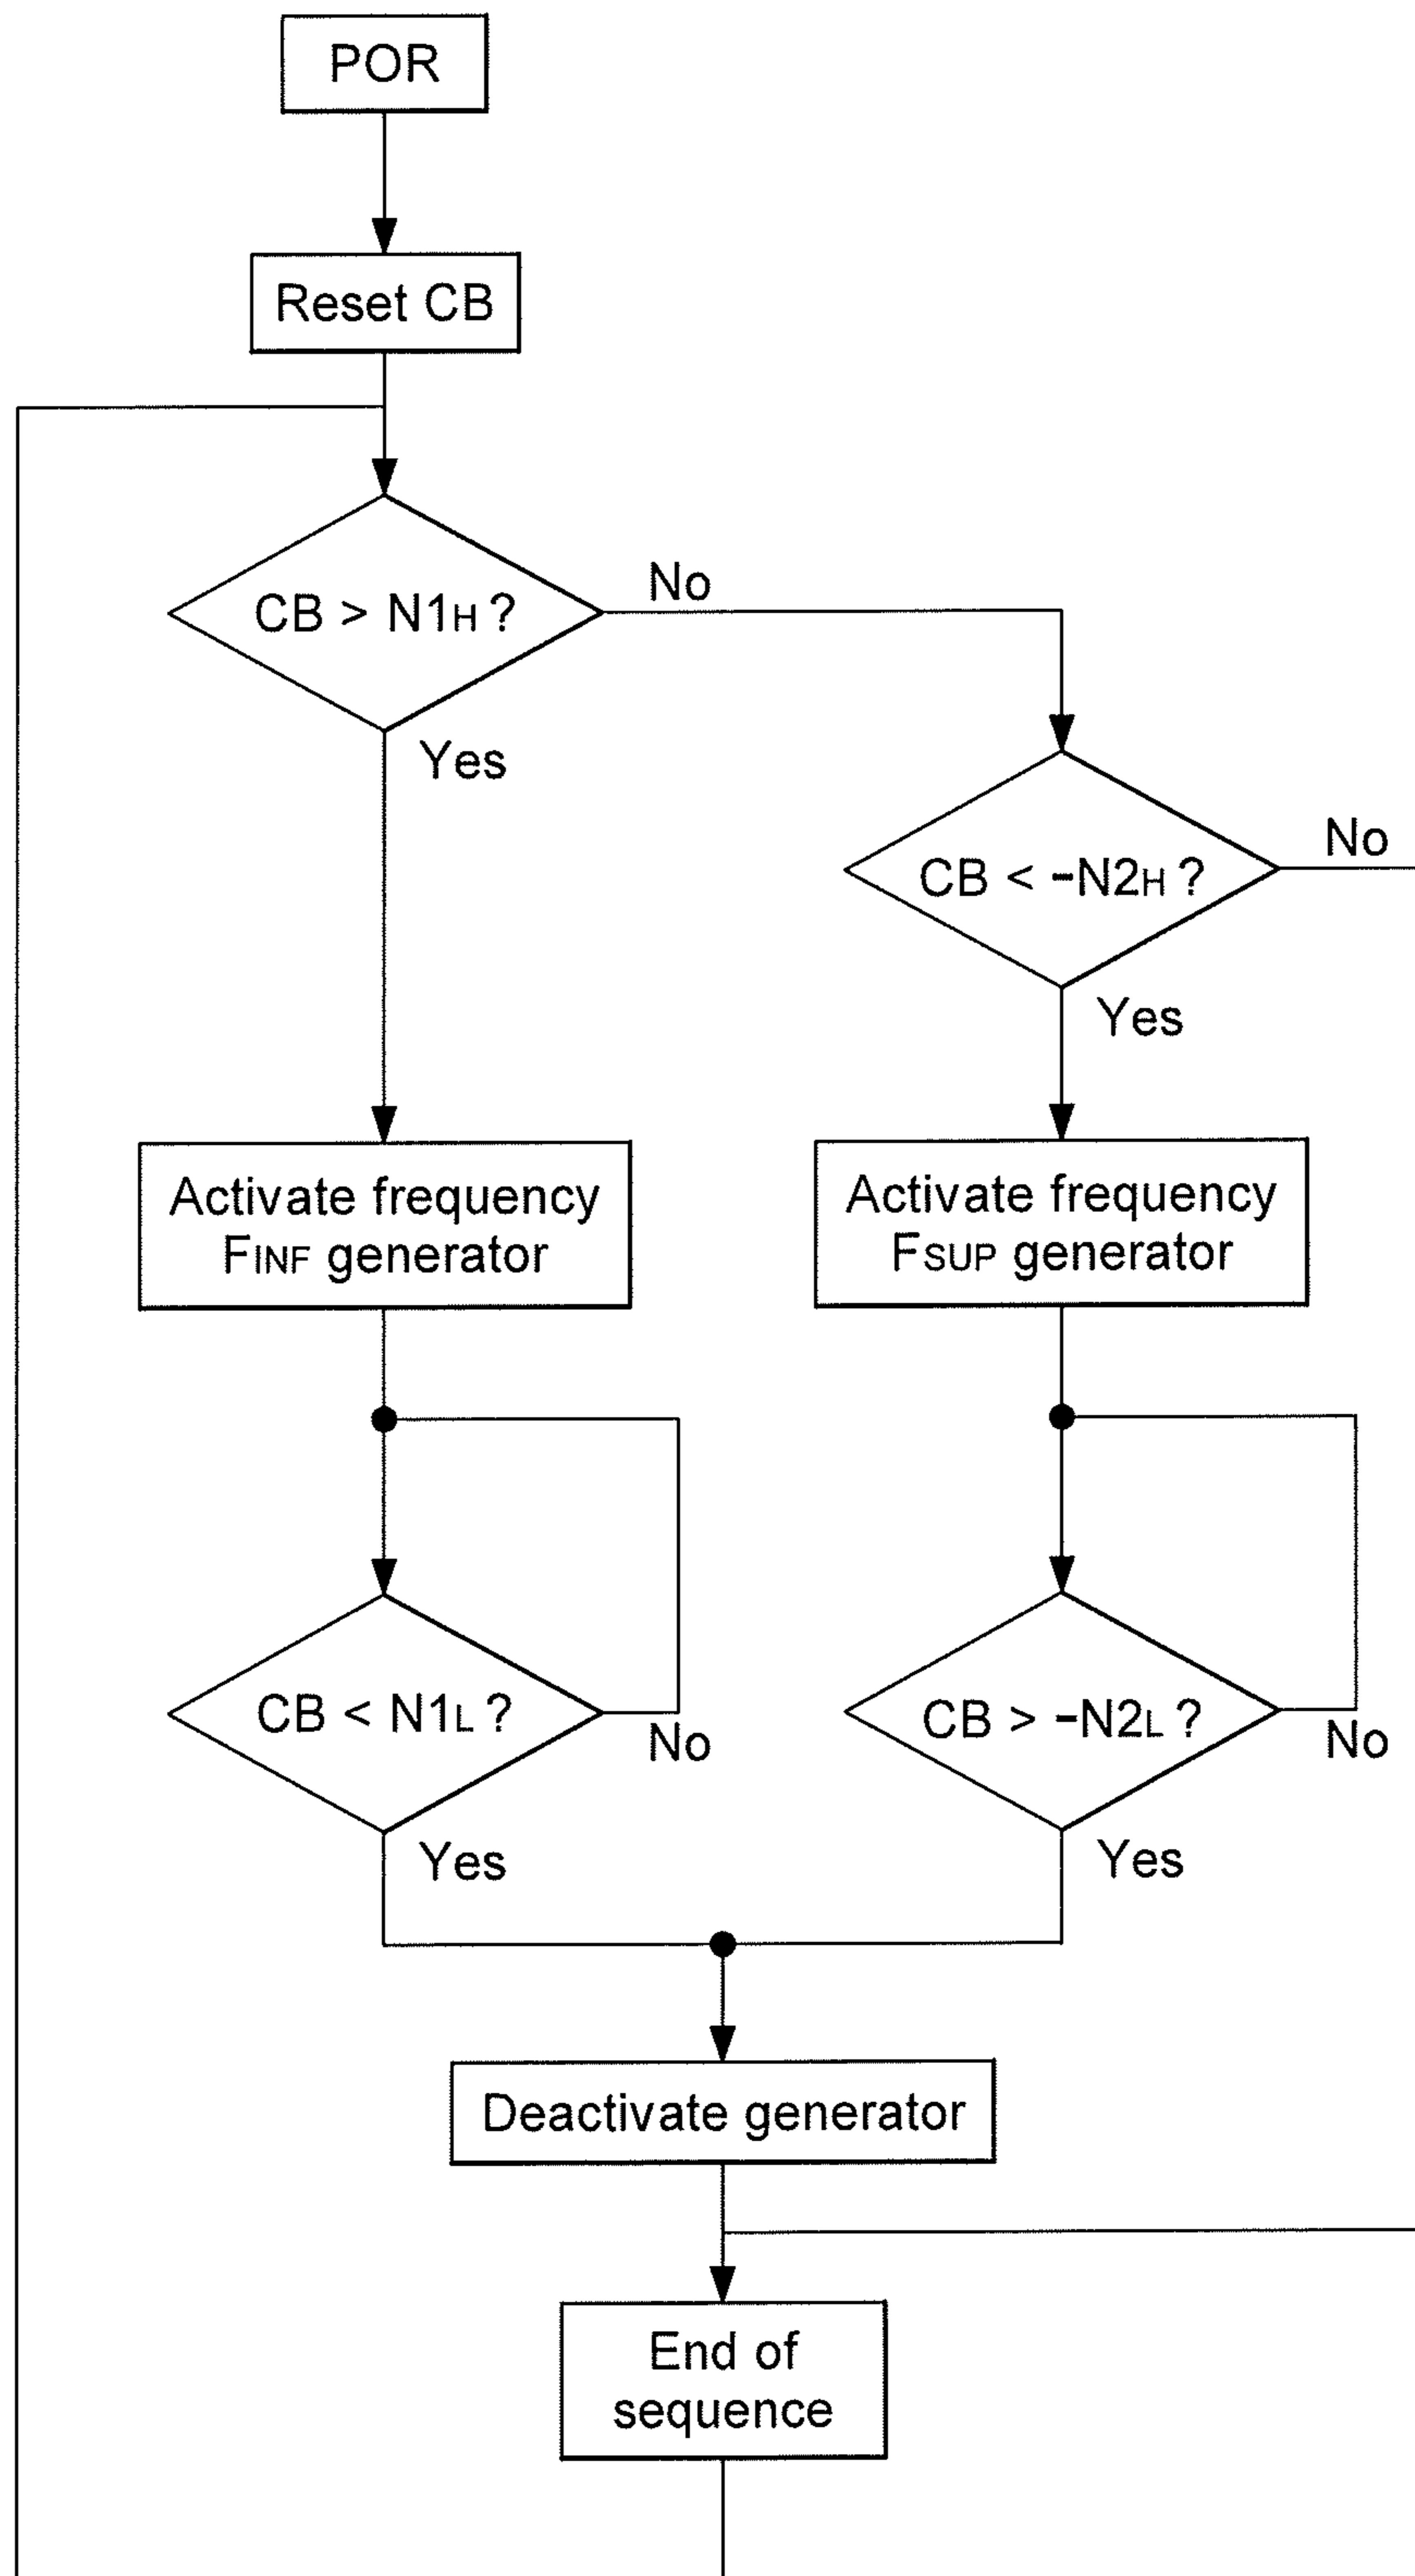 POR
Reset CB
CB > N1H ?
No
Yes
CB < -N2H ?
No
Yes
Activate frequency
FINF generator
Activate frequency
FSUP generator
CB < N1L ?
No
Yes
CB > -N2L ?
No
Yes
Deactivate generator
End of
sequence